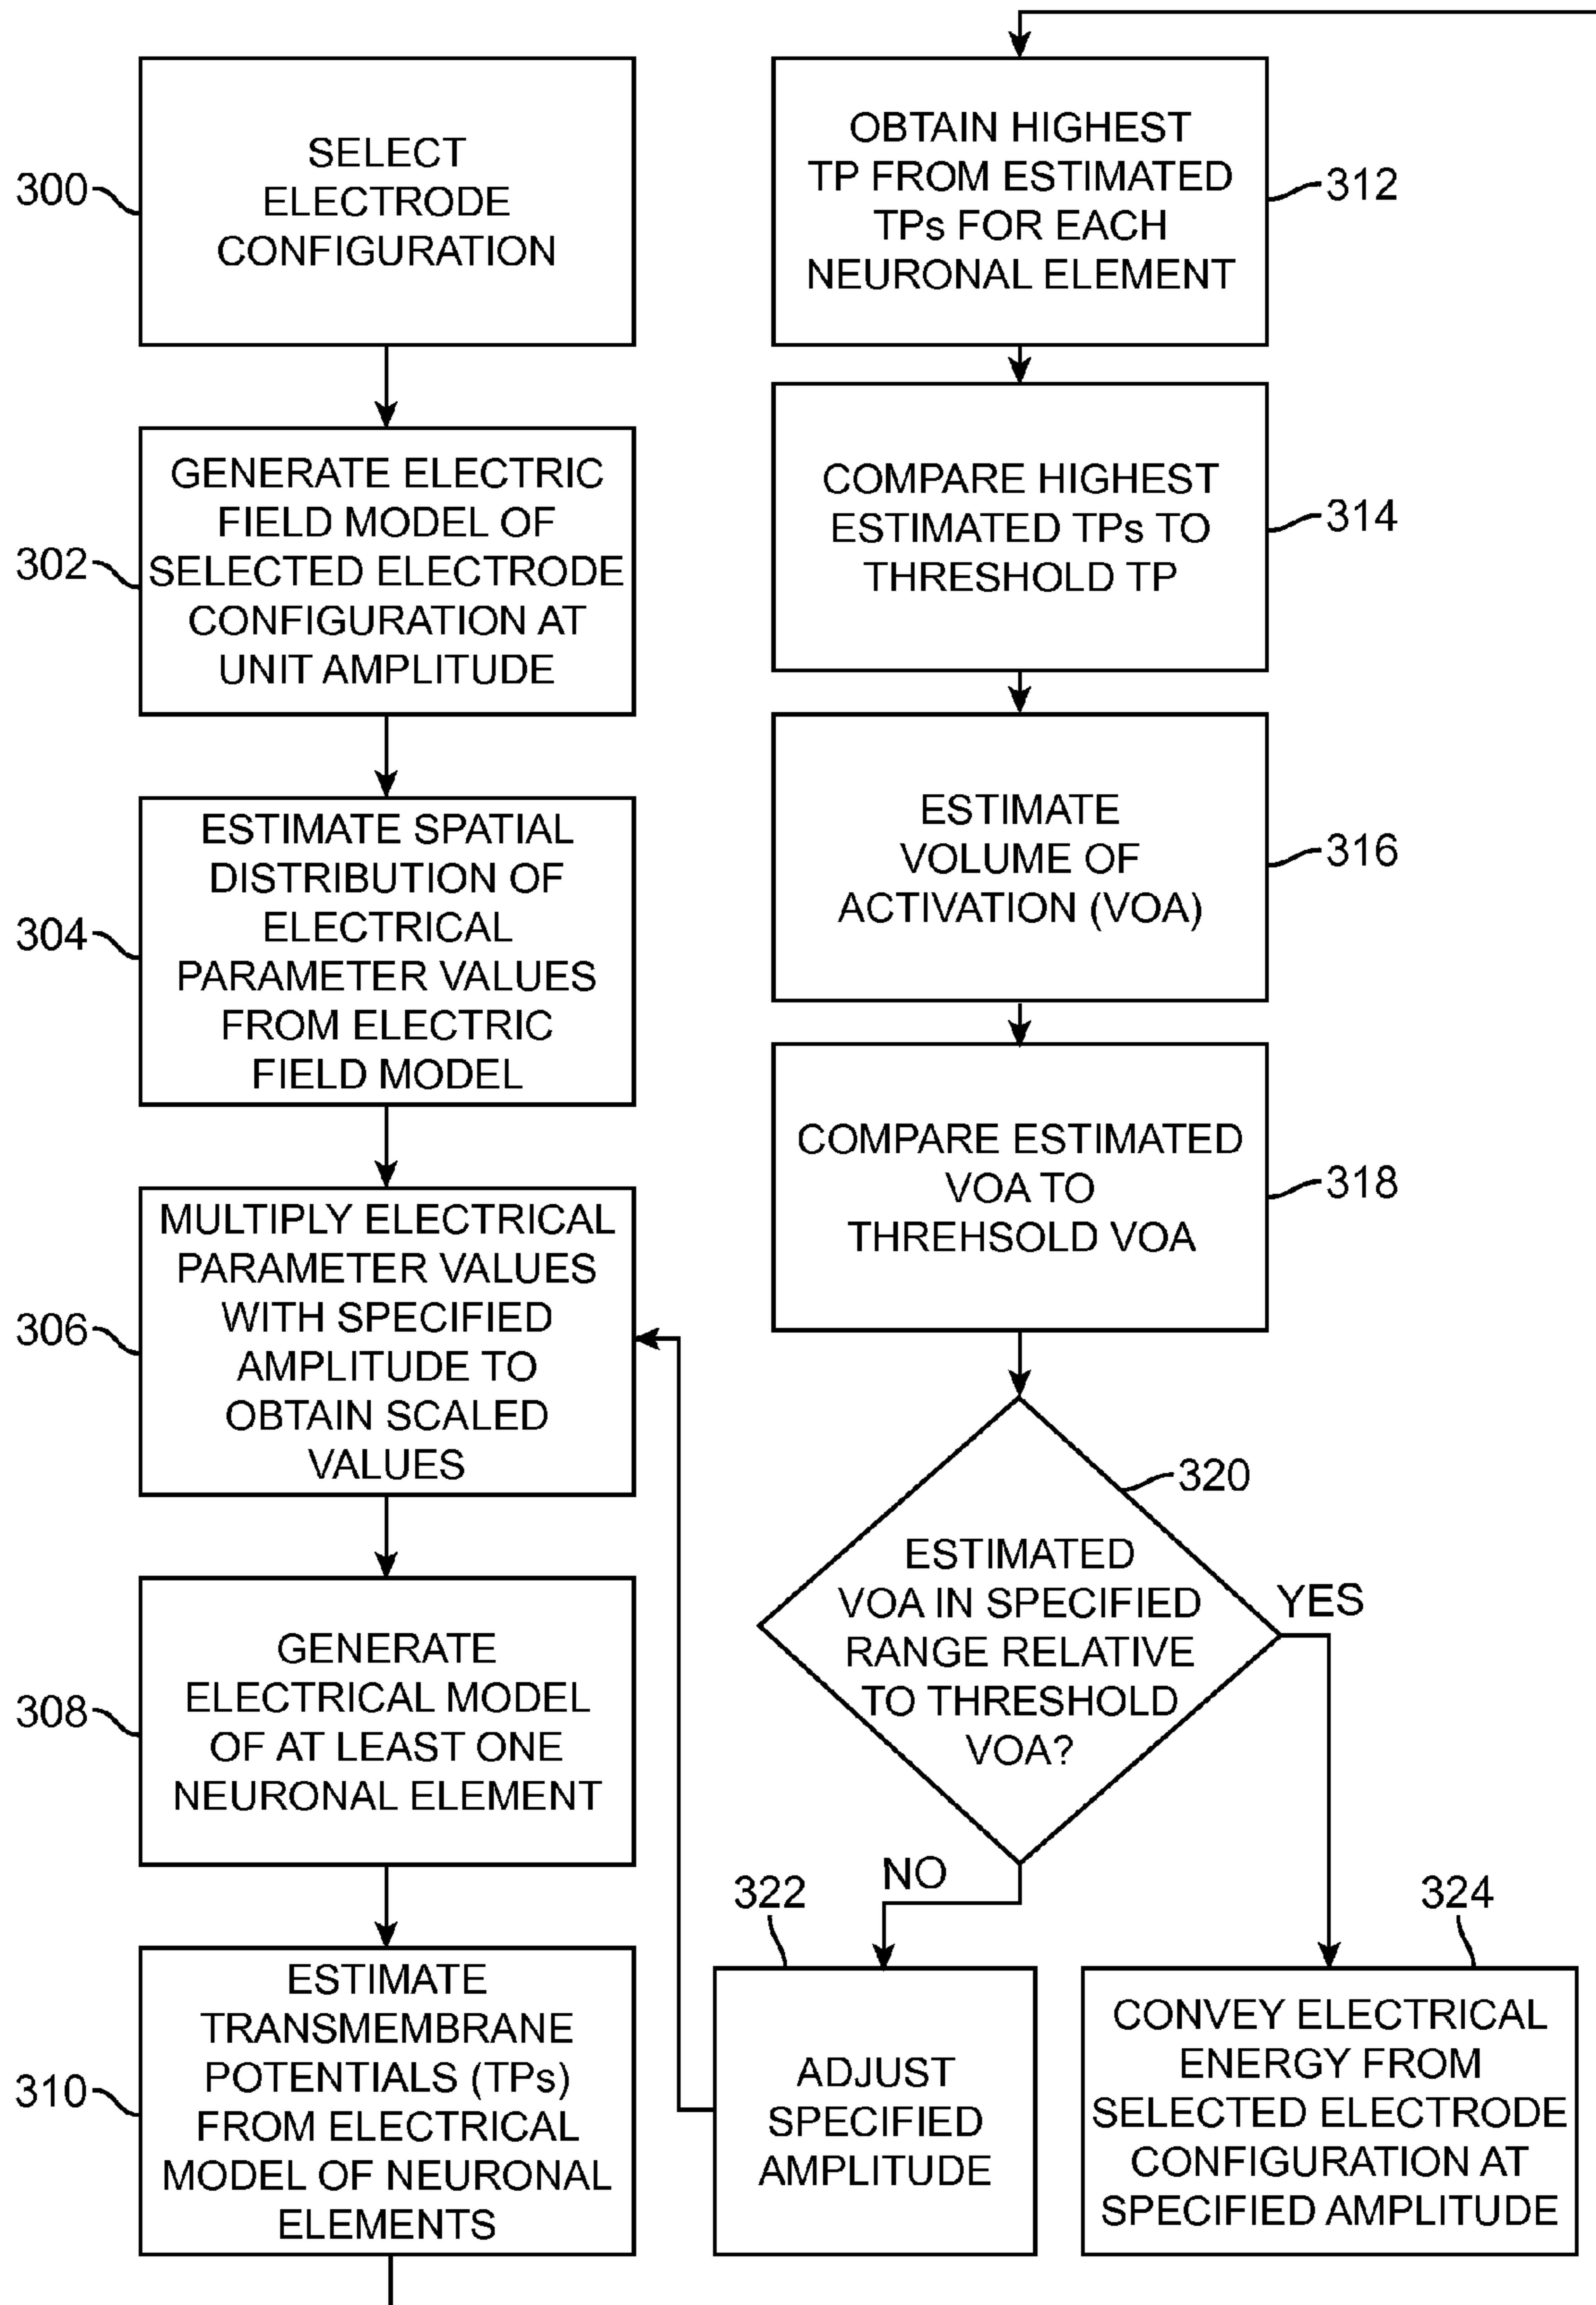 300
SELECT
ELECTRODE
CONFIGURATION
302
GENERATE ELECTRIC
FIELD MODEL OF
SELECTED ELECTRODE
CONFIGURATION AT
UNIT AMPLITUDE
304
ESTIMATE SPATIAL
DISTRIBUTION OF
ELECTRICAL
PARAMETER VALUES
FROM ELECTRIC
FIELD MODEL
306
MULTIPLY ELECTRICAL
PARAMETER VALUES
WITH SPECIFIED
AMPLITUDE TO
OBTAIN SCALED
VALUES
308
GENERATE
ELECTRICAL MODEL
OF AT LEAST ONE
NEURONAL ELEMENT
310
ESTIMATE
TRANSMEMBRANE
POTENTIALS (TPs)
FROM ELECTRICAL
MODEL OF NEURONAL
ELEMENTS
OBTAIN HIGHEST
TP FROM ESTIMATED
TPs FOR EACH
NEURONAL ELEMENT
312
COMPARE HIGHEST
ESTIMATED TPs TO
THRESHOLD TP
314
ESTIMATE
VOLUME OF
ACTIVATION (VOA)
316
COMPARE ESTIMATED
VOA TO
THREHSOLD VOA
318
320
ESTIMATED
VOA IN SPECIFIED
RANGE RELATIVE
TO THRESHOLD
VOA?
YES
NO
322
ADJUST
SPECIFIED
AMPLITUDE
324
CONVEY ELECTRICAL
ENERGY FROM
SELECTED ELECTRODE
CONFIGURATION AT
SPECIFIED AMPLITUDE